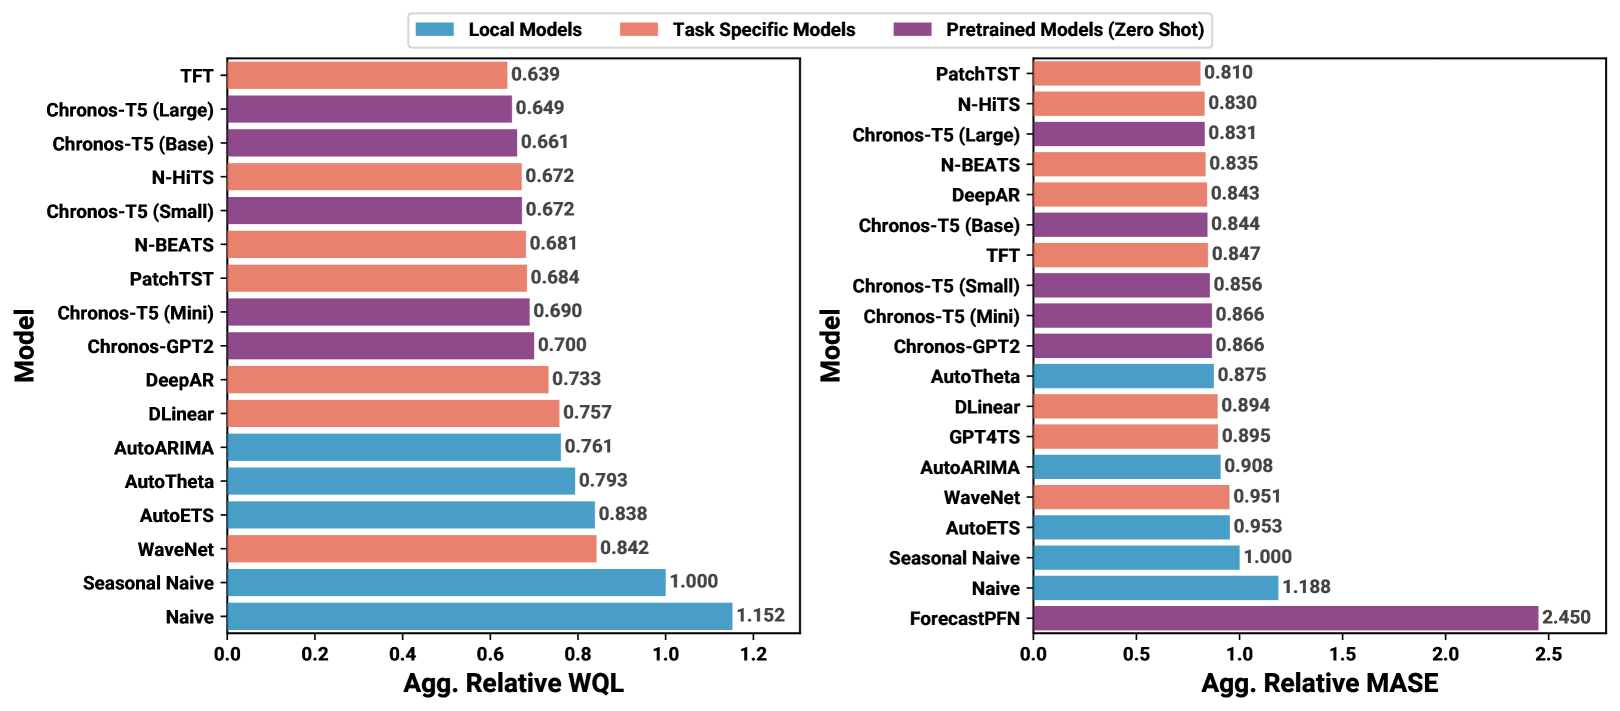 Local Models Task Specific Models Pretrained Models (Zero Shot)
Model
TFT 0.639
Chronos-T5 (Large) 0.649
Chronos-T5 (Base) 0.661
N-HiTS 0.672
Chronos-T5 (Small) 0.672
N-BEATS 0.681
PatchTST 0.684
Chronos-T5 (Mini) 0.690
Chronos-GPT2 0.700
DeepAR 0.733
DLinear 0.757
AutoARIMA 0.761
AutoTheta 0.793
AutoETS 0.838
WaveNet 0.842
Seasonal Naive 1.000
Naive 1.152
0.0 0.2 0.4 0.6 0.8 1.0 1.2
Agg. Relative WQL
Model
PatchTST 0.810
N-HiTS 0.830
Chronos-T5 (Large) 0.831
N-BEATS 0.835
DeepAR 0.843
Chronos-T5 (Base) 0.844
TFT 0.847
Chronos-T5 (Small) 0.856
Chronos-T5 (Mini) 0.866
Chronos-GPT2 0.866
AutoTheta 0.875
DLinear 0.894
GPT4TS 0.895
AutoARIMA 0.908
WaveNet 0.951
AutoETS 0.953
Seasonal Naive 1.000
Naive 1.188
ForecastPFN 2.450
0.0 0.5 1.0 1.5 2.0 2.5
Agg. Relative MASE